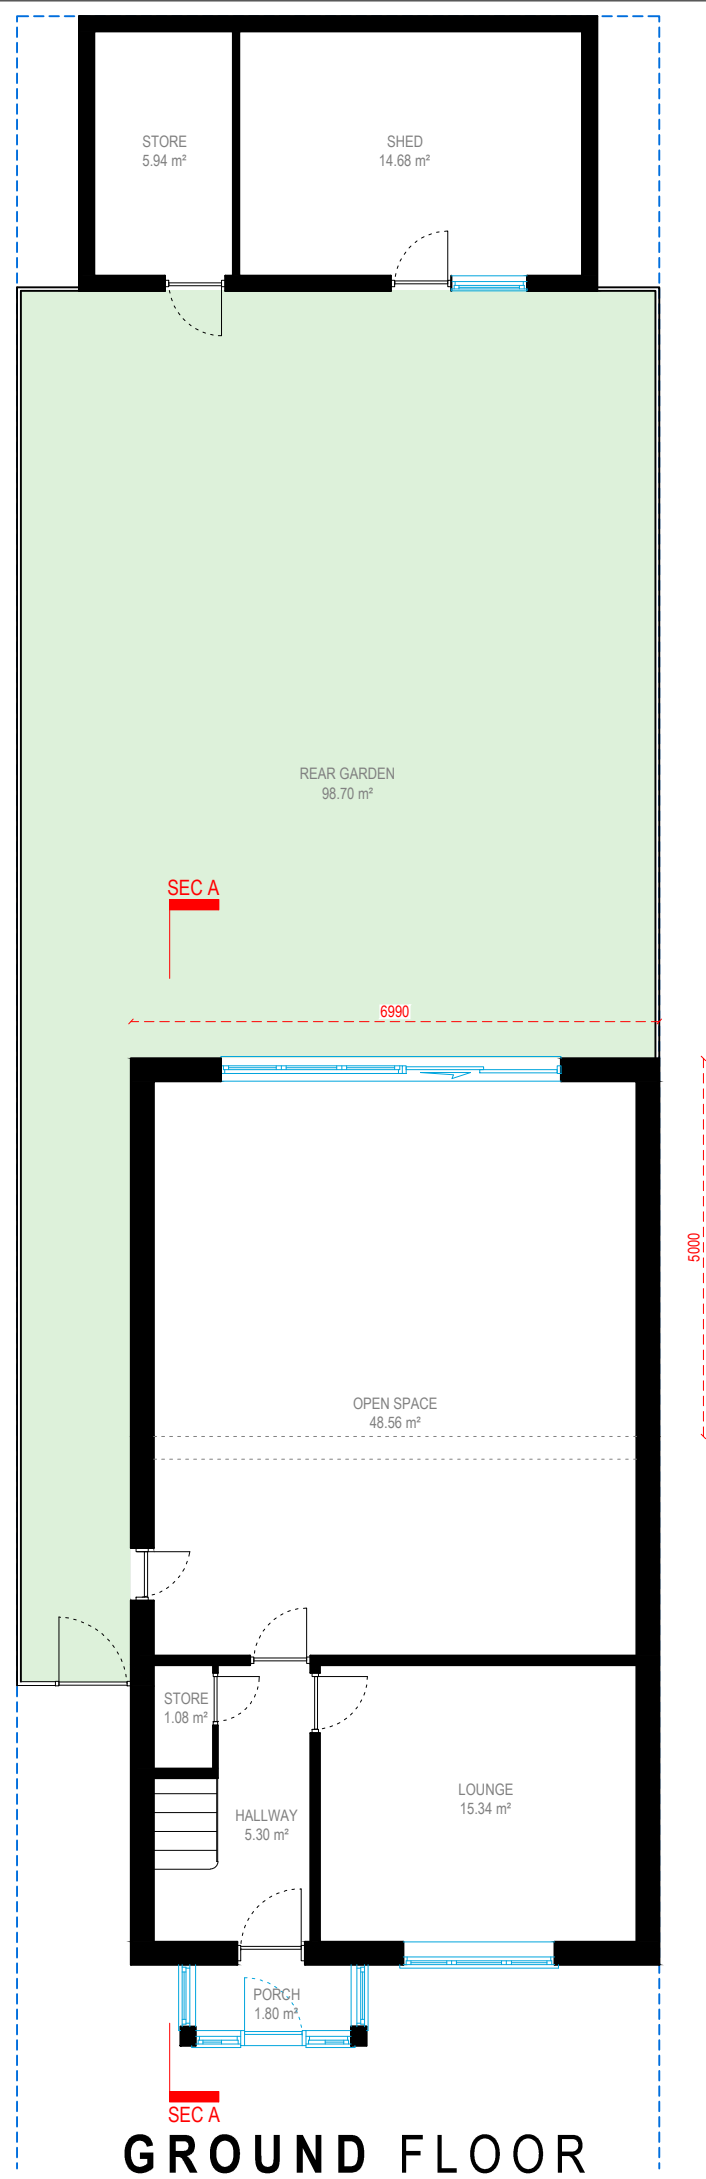 STORE
5.94 m²
SHED
14.68 m²
REAR GARDEN
98.70 m²
SEC A
6990
5000
OPEN SPACE
48.56 m²
STORE
1.08 m²
LOUNGE
15.34 m²
HALLWAY
5.30 m²
PORCH
1.80 m²
SEC A
GROUND FLOOR